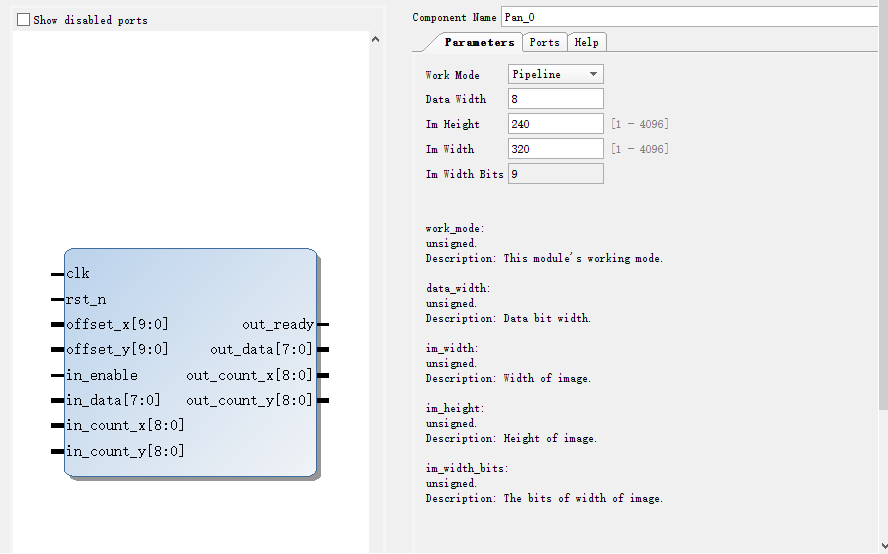 Show disabled ports
clk
rst_n
offset_x[9:0]
offset_y[9:0]
in_enable
in_data[7:0]
in_count_x[8:0]
in_count_y[8:0]
out_ready
out_data[7:0]
out_count_x[8:0]
out_count_y[8:0]
Component Name Pan_0
Parameters Ports Help
Work Mode Pipeline
Data Width 8
Im Height 240 [1 - 4096]
Im Width 320 [1 - 4096]
Im Width Bits 9
work_mode:
unsigned.
Description: This module's working mode.
data_width:
unsigned.
Description: Data bit width.
im_width:
unsigned.
Description: Width of image.
im_height:
unsigned.
Description: Height of image.
im_width_bits:
unsigned.
Description: The bits of width of image.